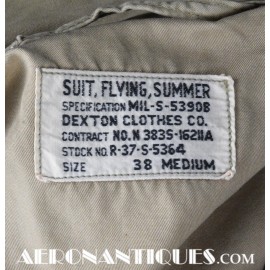 SUIT, FLYING, SUMMER
SPECIFICATION MIL-S-5390B
DEXTON CLOTHES CO.
CONTRACT NO. N 383S-16211A
STOCK NO. R-37-S-5364
SIZE 38 MEDIUM
AERONANTIQUES.COM